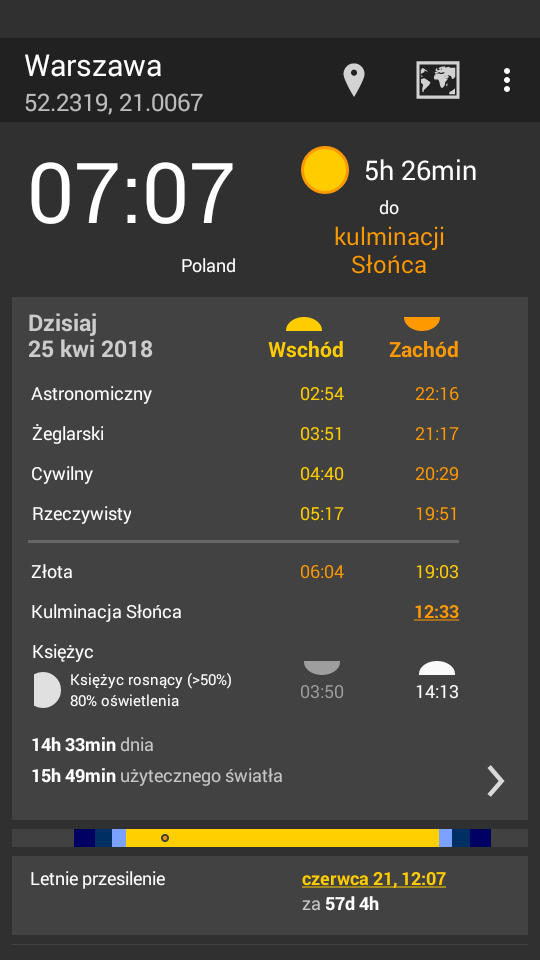 Warszawa
52.2319, 21.0067
07:07
Poland
5h 26min
do
kulminacji
Słońca
Dzisiaj
25 kwi 2018
Wschód
Zachód
Astronomiczny 02:54 22:16
Żeglarski 03:51 21:17
Cywilny 04:40 20:29
Rzeczywisty 05:17 19:51
Złota 06:04 19:03
Kulminacja Słońca 12:33
Księżyc
Księżyc rosnący (>50%)
80% oświetlenia
03:50 14:13
14h 33min dnia
15h 49min użytecznego światła
Letnie przesilenie czerwca 21, 12:07
za 57d 4h